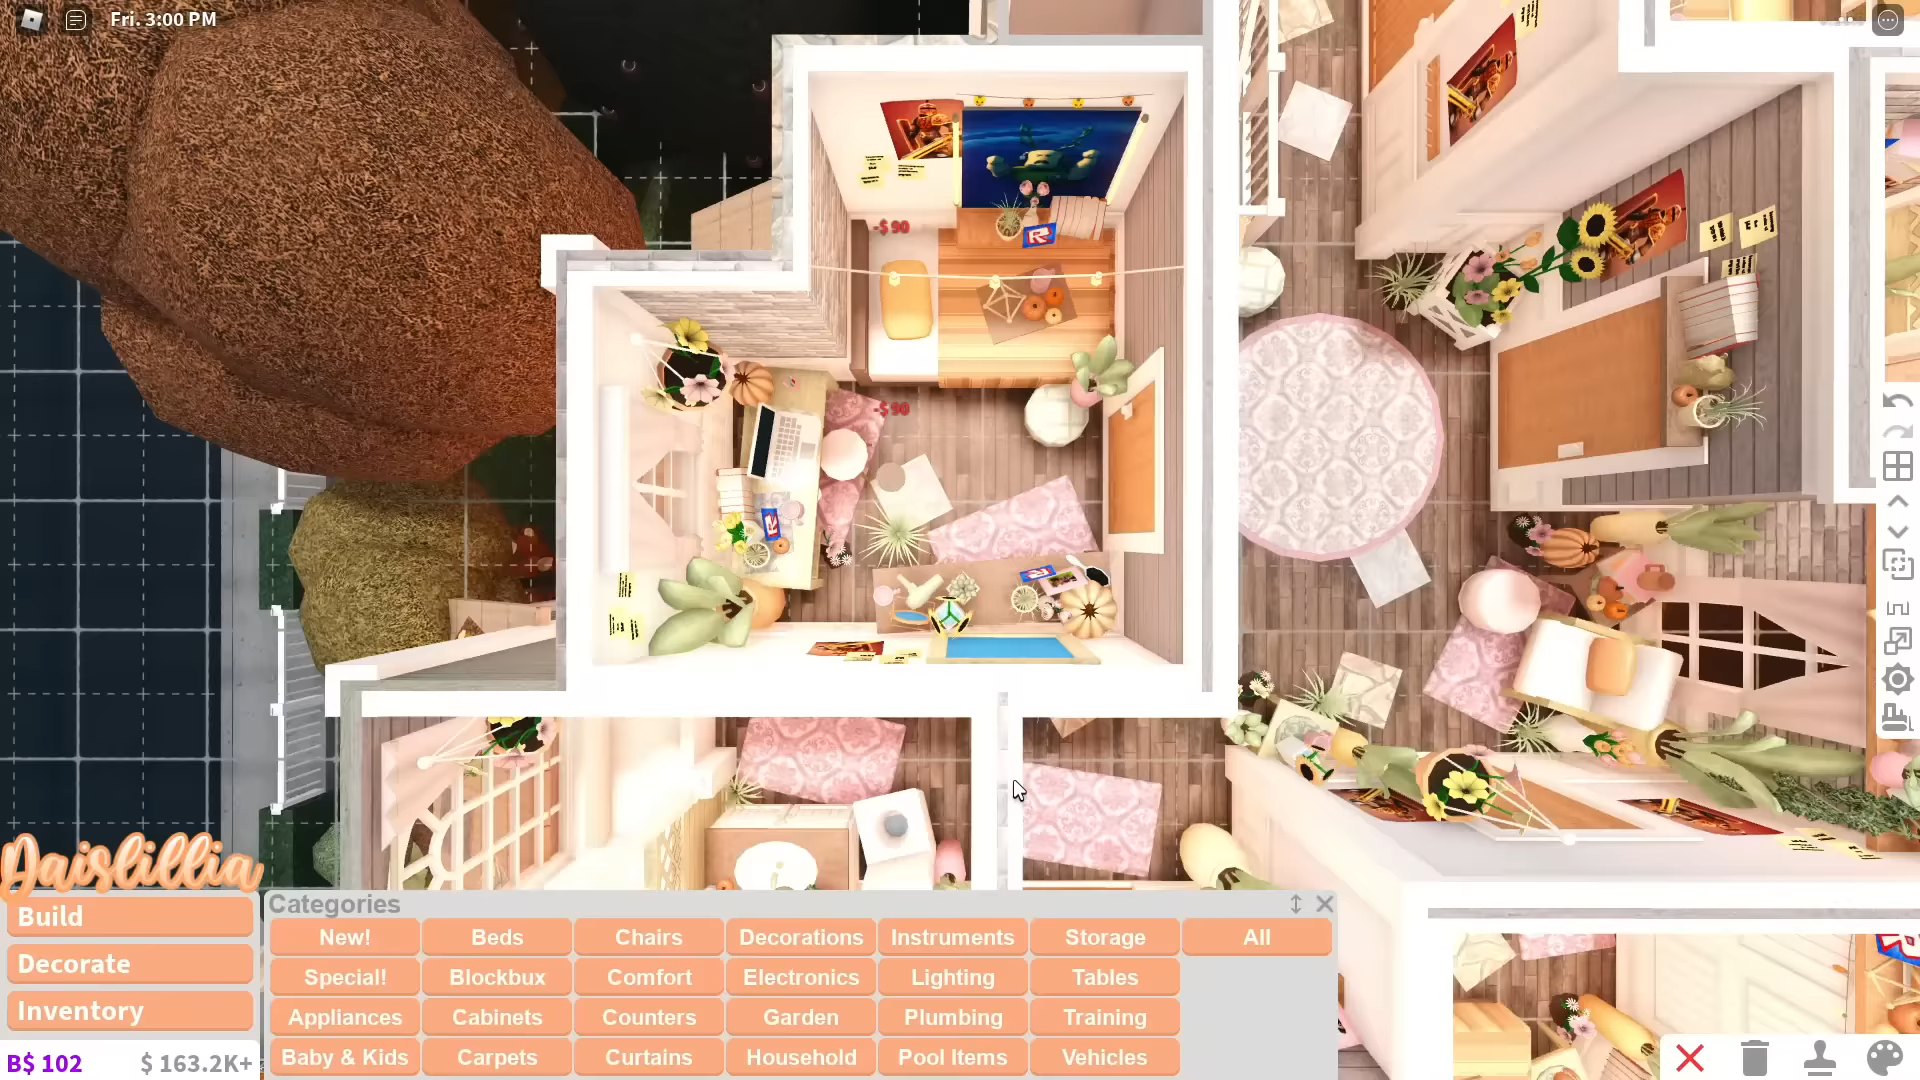 Fri. 3:00 PM
-$ 90
-$ 90
Daislillia
Build
Decorate
Inventory
B$ 102
$ 163.2K+
Categories
New!
Beds
Chairs
Decorations
Instruments
Storage
All
Special!
Blockbux
Comfort
Electronics
Lighting
Tables
Appliances
Cabinets
Counters
Garden
Plumbing
Training
Baby & Kids
Carpets
Curtains
Household
Pool Items
Vehicles